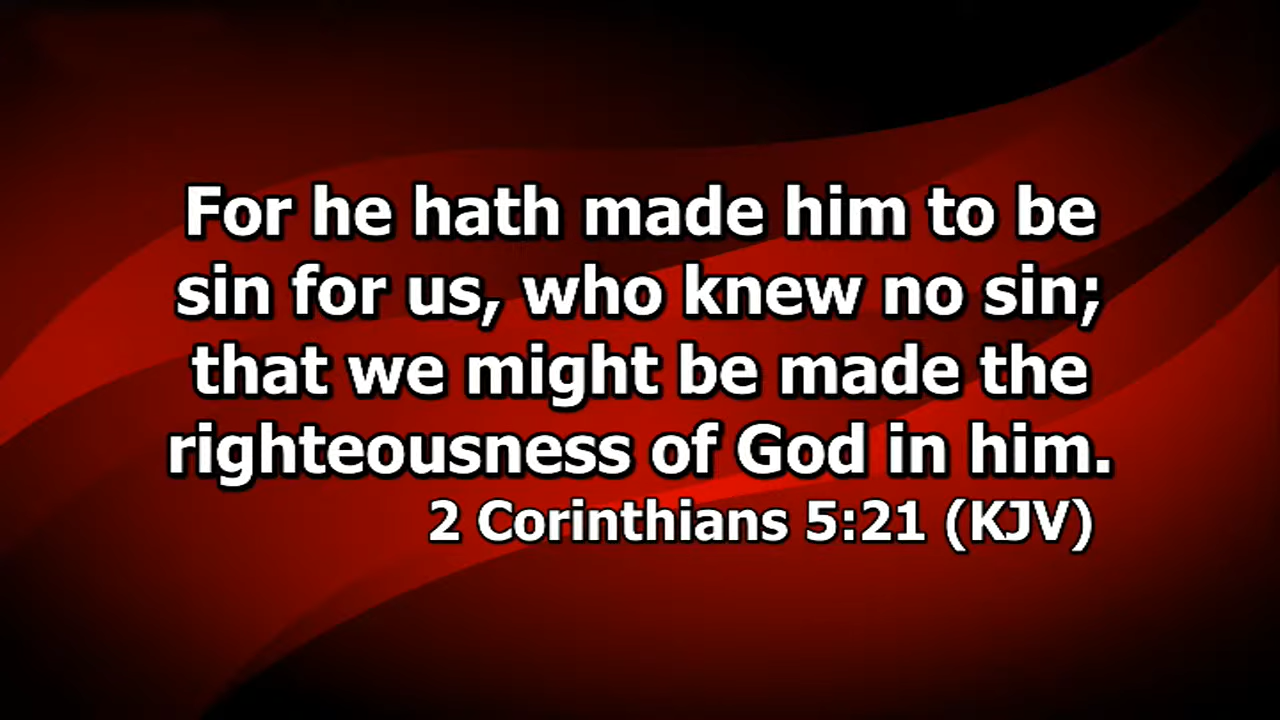 For he hath made him to be
sin for us, who knew no sin;
that we might be made the
righteousness of God in him.
2 Corinthians 5:21 (KJV)